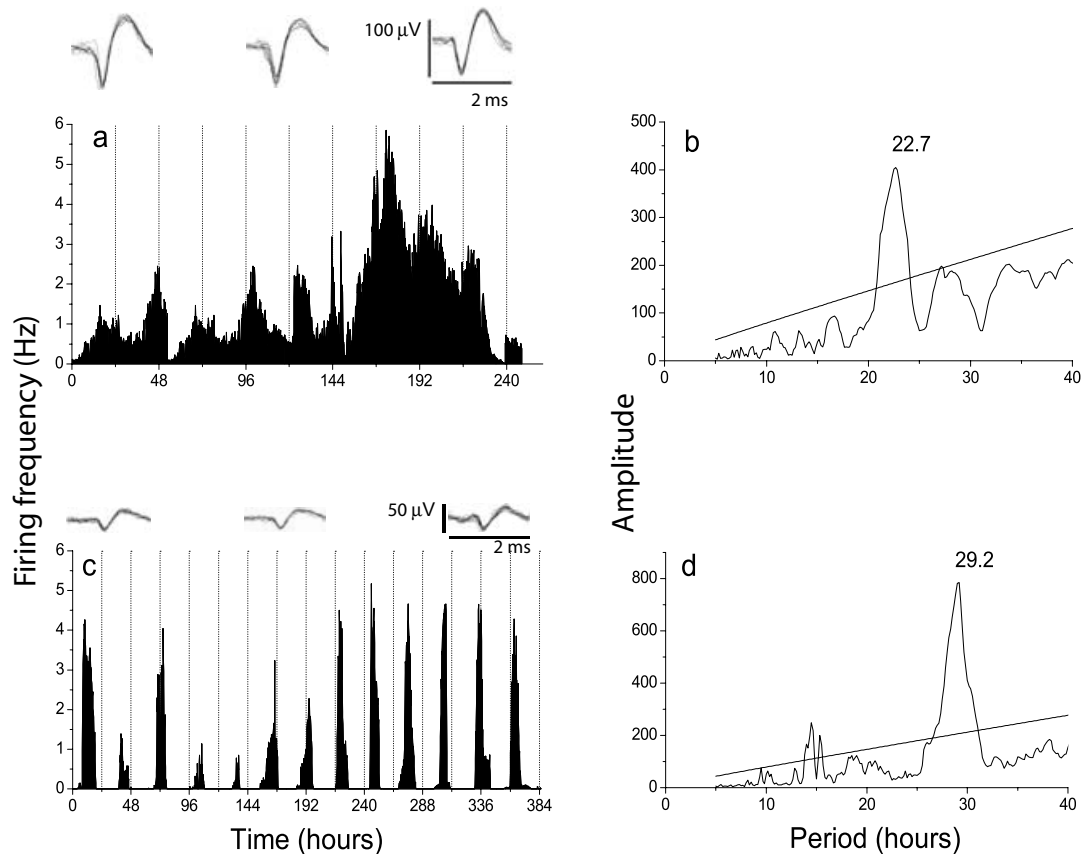 100 µV
2 ms
a
6
5
4
3
2
1
0
0 48 96 144 192 240
b
22.7
500
400
300
200
100
0
0 10 20 30 40
Firing frequency (Hz)
Amplitude
50 µV
2 ms
c
6
5
4
3
2
1
0
0 48 96 144 192 240 288 336 384
Time (hours)
d
29.2
800
600
400
200
0
0 10 20 30 40
Period (hours)